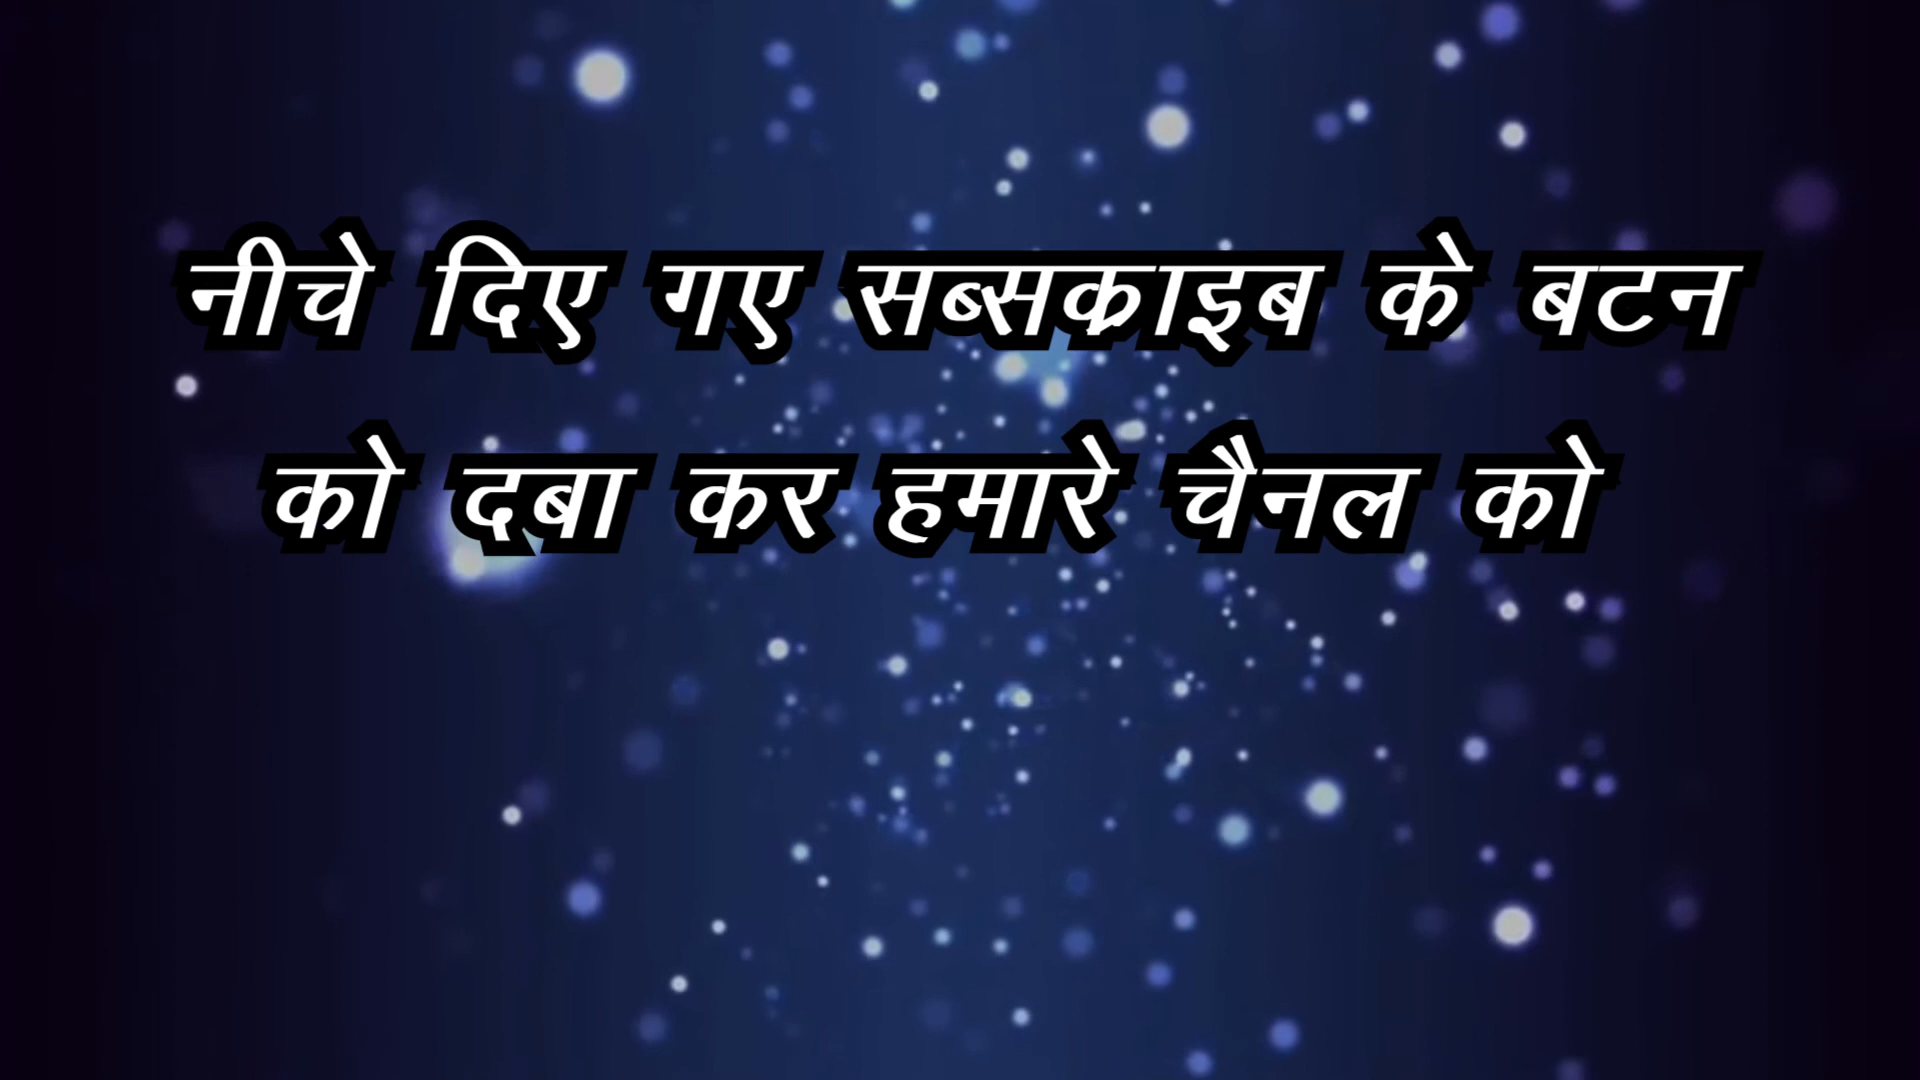 नीचे दिए गए सब्सक्राइब के बटन
को दबा कर हमारे चैनल को